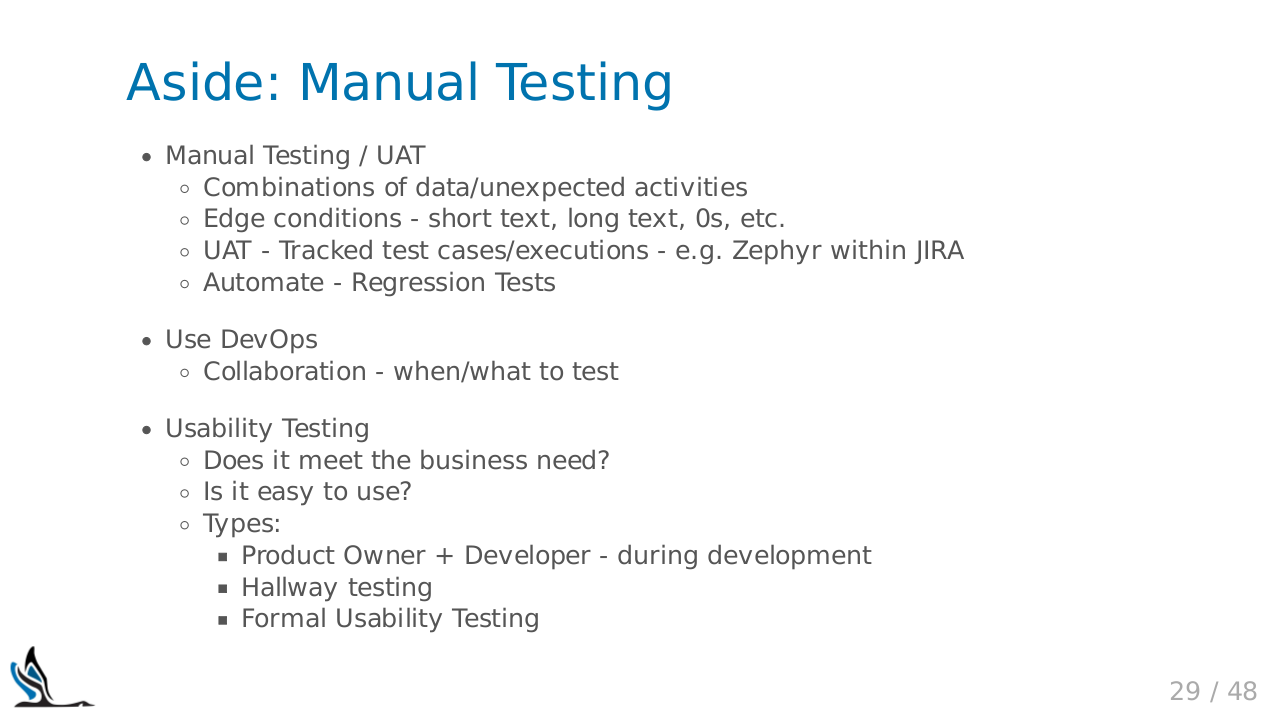 Aside: Manual Testing
Manual Testing / UAT
Combinations of data/unexpected activities
Edge conditions - short text, long text, 0s, etc.
UAT - Tracked test cases/executions - e.g. Zephyr within JIRA
Automate - Regression Tests
Use DevOps
Collaboration - when/what to test
Usability Testing
Does it meet the business need?
Is it easy to use?
Types:
Product Owner + Developer - during development
Hallway testing
Formal Usability Testing
29 / 48